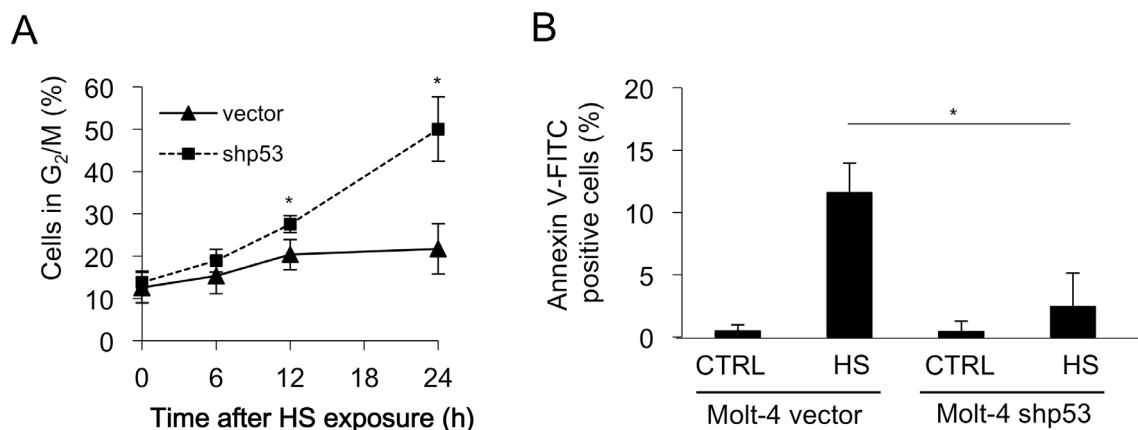 A
Cells in G₂/M (%)
60
50
40
30
20
10
0
vector
shp53
*
*
0 6 12 18 24
Time after HS exposure (h)
B
Annexin V-FITC
positive cells (%)
20
15
10
5
0
*
CTRL HS CTRL HS
Molt-4 vector Molt-4 shp53